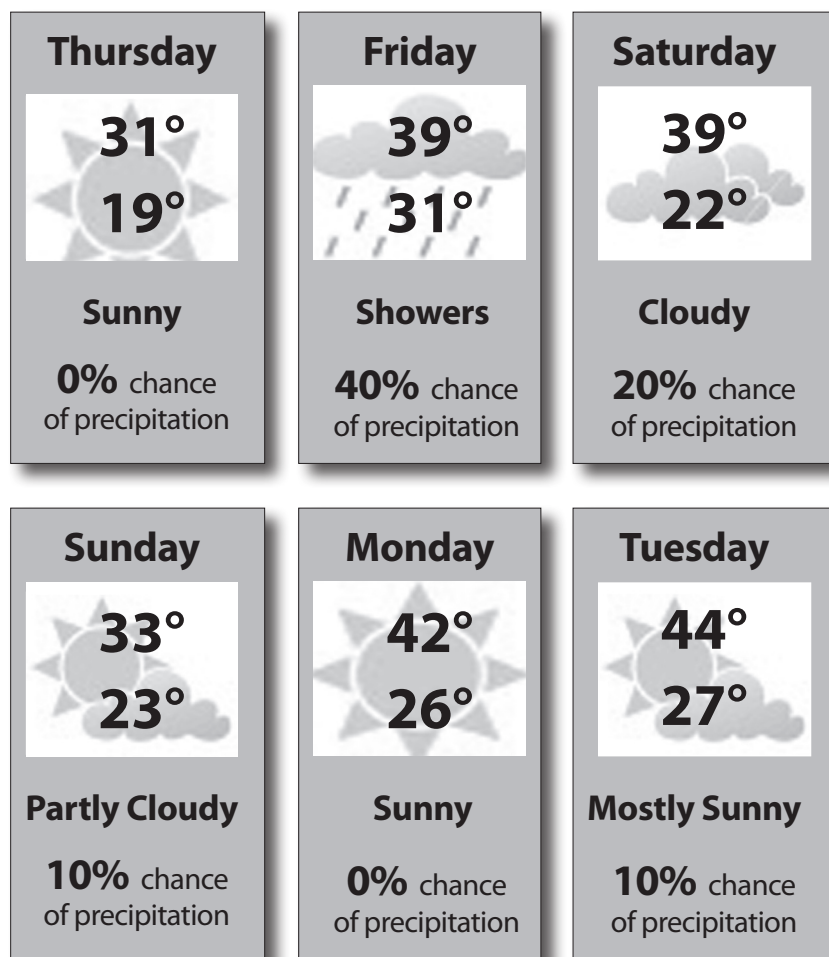 Thursday
31°
19°
Sunny
0% chance
of precipitation
Friday
39°
31°
Showers
40% chance
of precipitation
Saturday
39°
22°
Cloudy
20% chance
of precipitation
Sunday
33°
23°
Partly Cloudy
10% chance
of precipitation
Monday
42°
26°
Sunny
0% chance
of precipitation
Tuesday
44°
27°
Mostly Sunny
10% chance
of precipitation